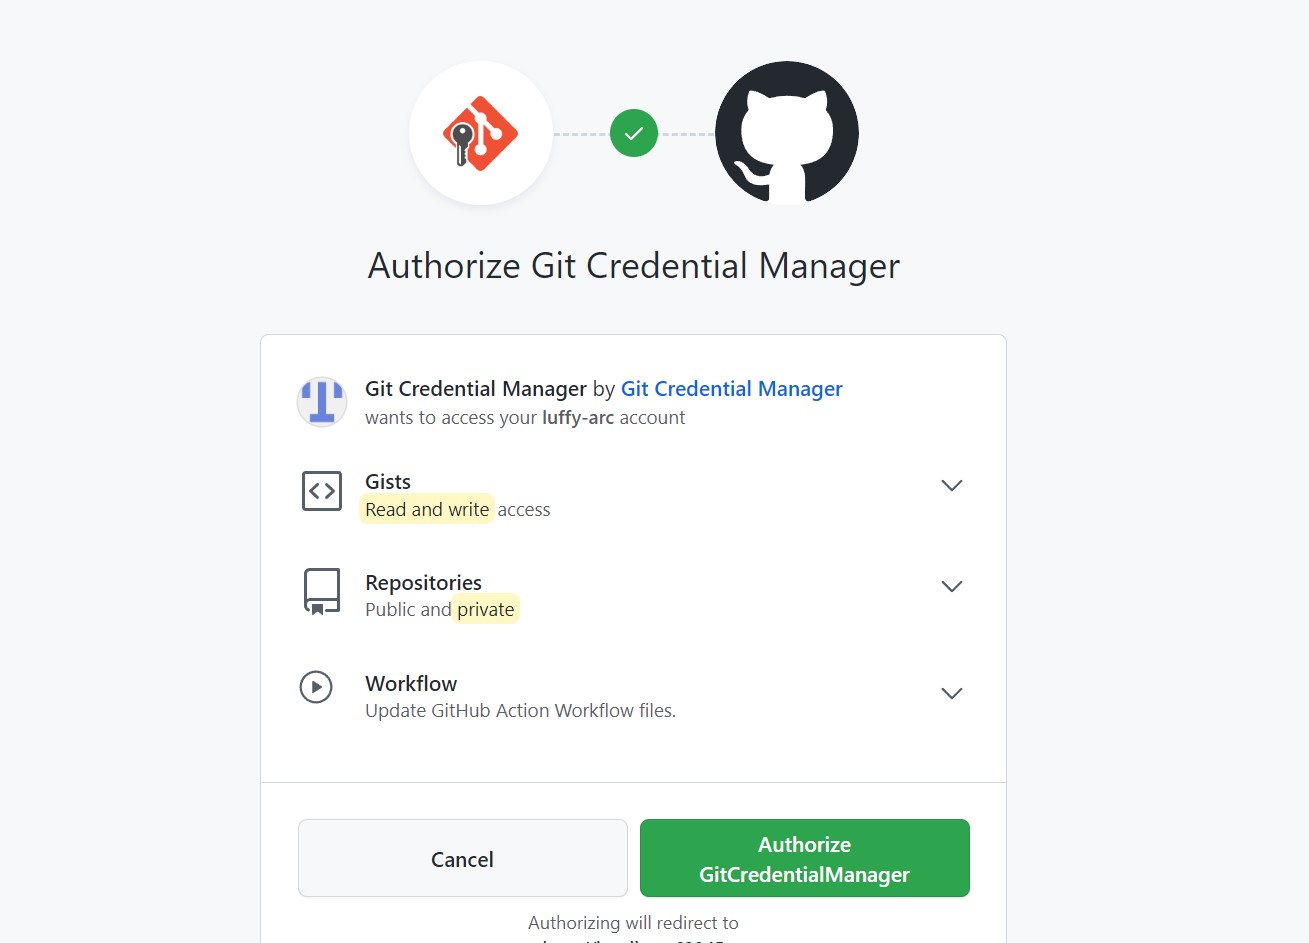 Authorize Git Credential Manager
Git Credential Manager by Git Credential Manager
wants to access your luffy-arc account
Gists
Read and write access
Repositories
Public and private
Workflow
Update GitHub Action Workflow files.
Cancel
Authorize
GitCredentialManager
Authorizing will redirect to